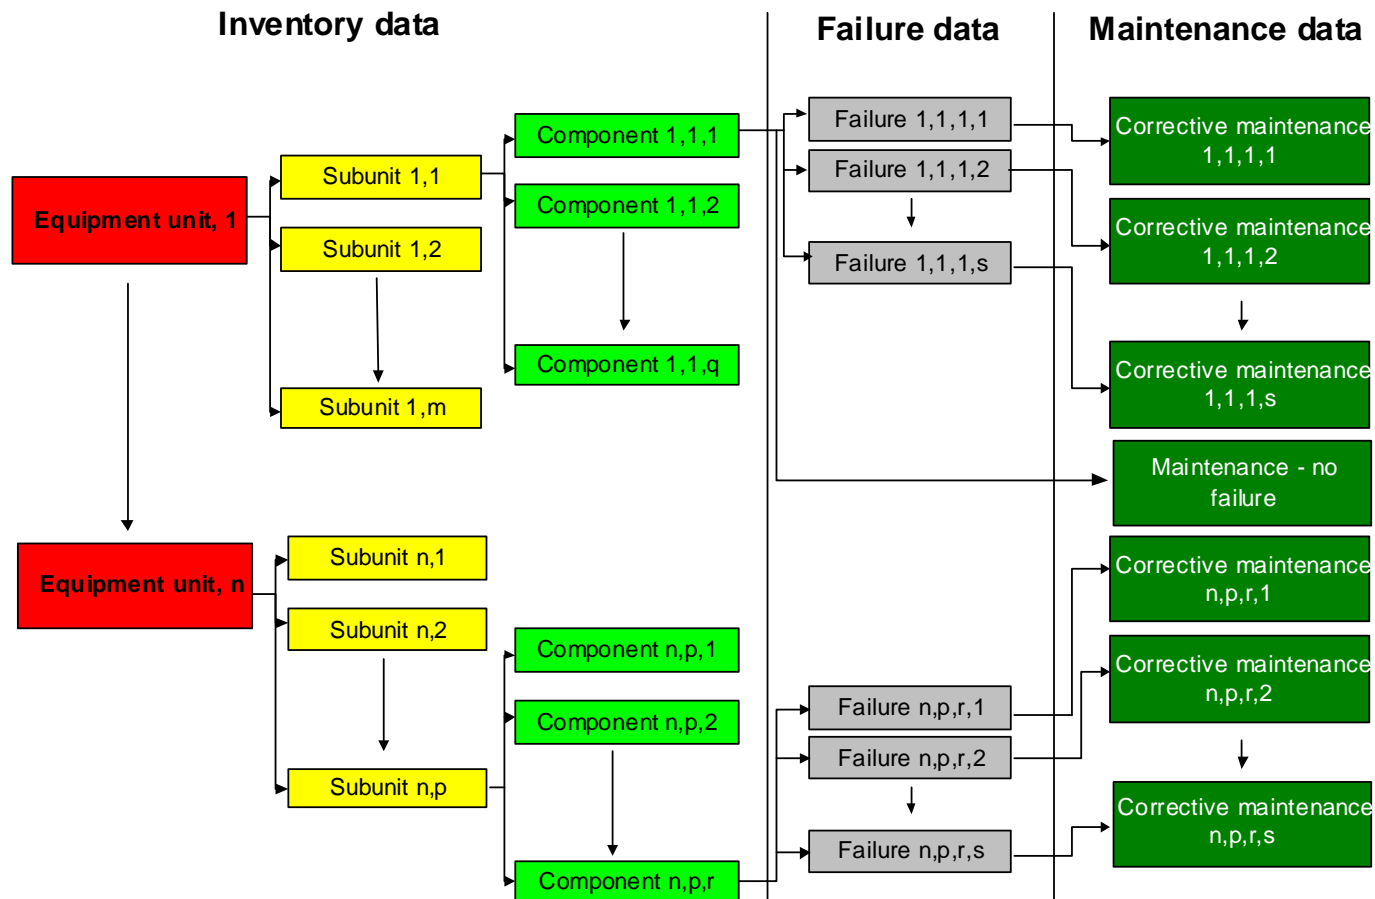 Inventory data
Failure data
Maintenance data
Equipment unit, 1
Subunit 1,1
Subunit 1,2
Subunit 1,m
Component 1,1,1
Component 1,1,2
Component 1,1,q
Failure 1,1,1,1
Failure 1,1,1,2
Failure 1,1,1,s
Corrective maintenance
1,1,1,1
Corrective maintenance
1,1,1,2
Corrective maintenance
1,1,1,s
Maintenance - no
failure
Equipment unit, n
Subunit n,1
Subunit n,2
Subunit n,p
Component n,p,1
Component n,p,2
Component n,p,r
Failure n,p,r,1
Failure n,p,r,2
Failure n,p,r,s
Corrective maintenance
n,p,r,1
Corrective maintenance
n,p,r,2
Corrective maintenance
n,p,r,s